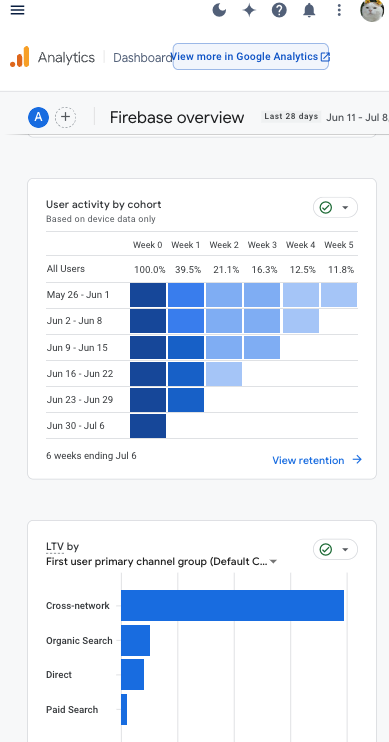 Analytics
Dashboard
View more in Google Analytics
A
Firebase overview
Last 28 days
Jun 11 - Jul 8
User activity by cohort
Based on device data only
Week 0 Week 1 Week 2 Week 3 Week 4 Week 5
All Users 100.0% 39.5% 21.1% 16.3% 12.5% 11.8%
May 26 - Jun 1
Jun 2 - Jun 8
Jun 9 - Jun 15
Jun 16 - Jun 22
Jun 23 - Jun 29
Jun 30 - Jul 6
6 weeks ending Jul 6
View retention
LTV by
First user primary channel group (Default C...
Cross-network
Organic Search
Direct
Paid Search